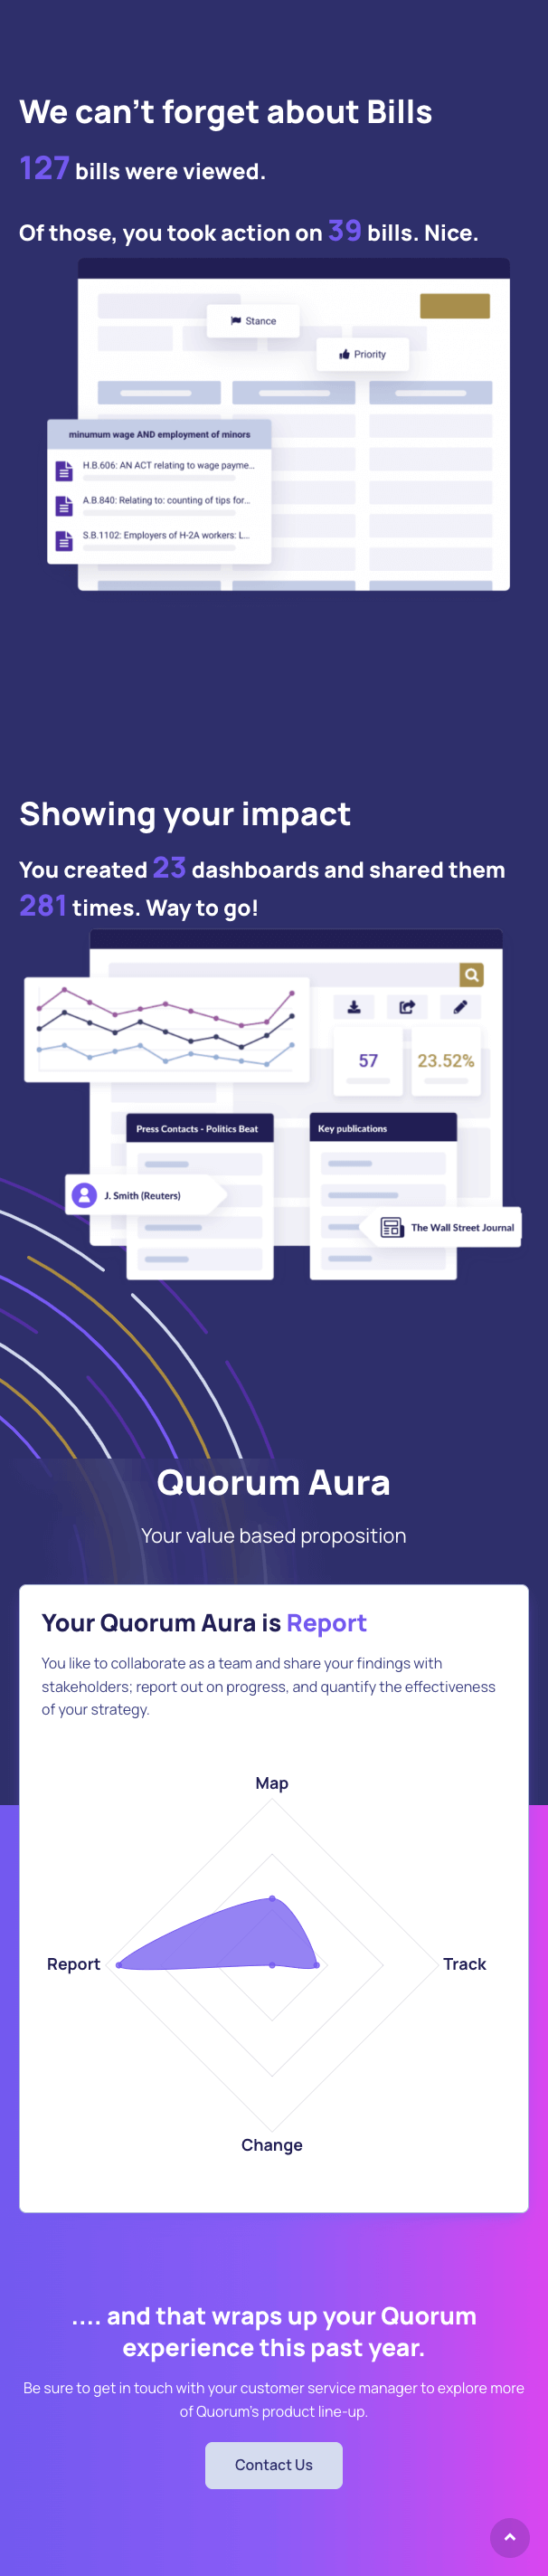 We can't forget about Bills
127 bills were viewed.
Of those, you took action on 39 bills. Nice.
Stance
Priority
minumum wage AND employment of minors
H.B.606: AN ACT relating to wage payme...
A.B.840: Relating to: counting of tips for...
S.B.1102: Employers of H-2A workers: L...
Showing your impact
You created 23 dashboards and shared them
281 times. Way to go!
57
23.52%
Press Contacts - Politics Beat
Key publications
J. Smith (Reuters)
The Wall Street Journal
Quorum Aura
Your value based proposition
Your Quorum Aura is Report
You like to collaborate as a team and share your findings with
stakeholders; report out on progress, and quantify the effectiveness
of your strategy.
Map
Report
Track
Change
.... and that wraps up your Quorum
experience this past year.
Be sure to get in touch with your customer service manager to explore more
of Quorum's product line-up.
Contact Us